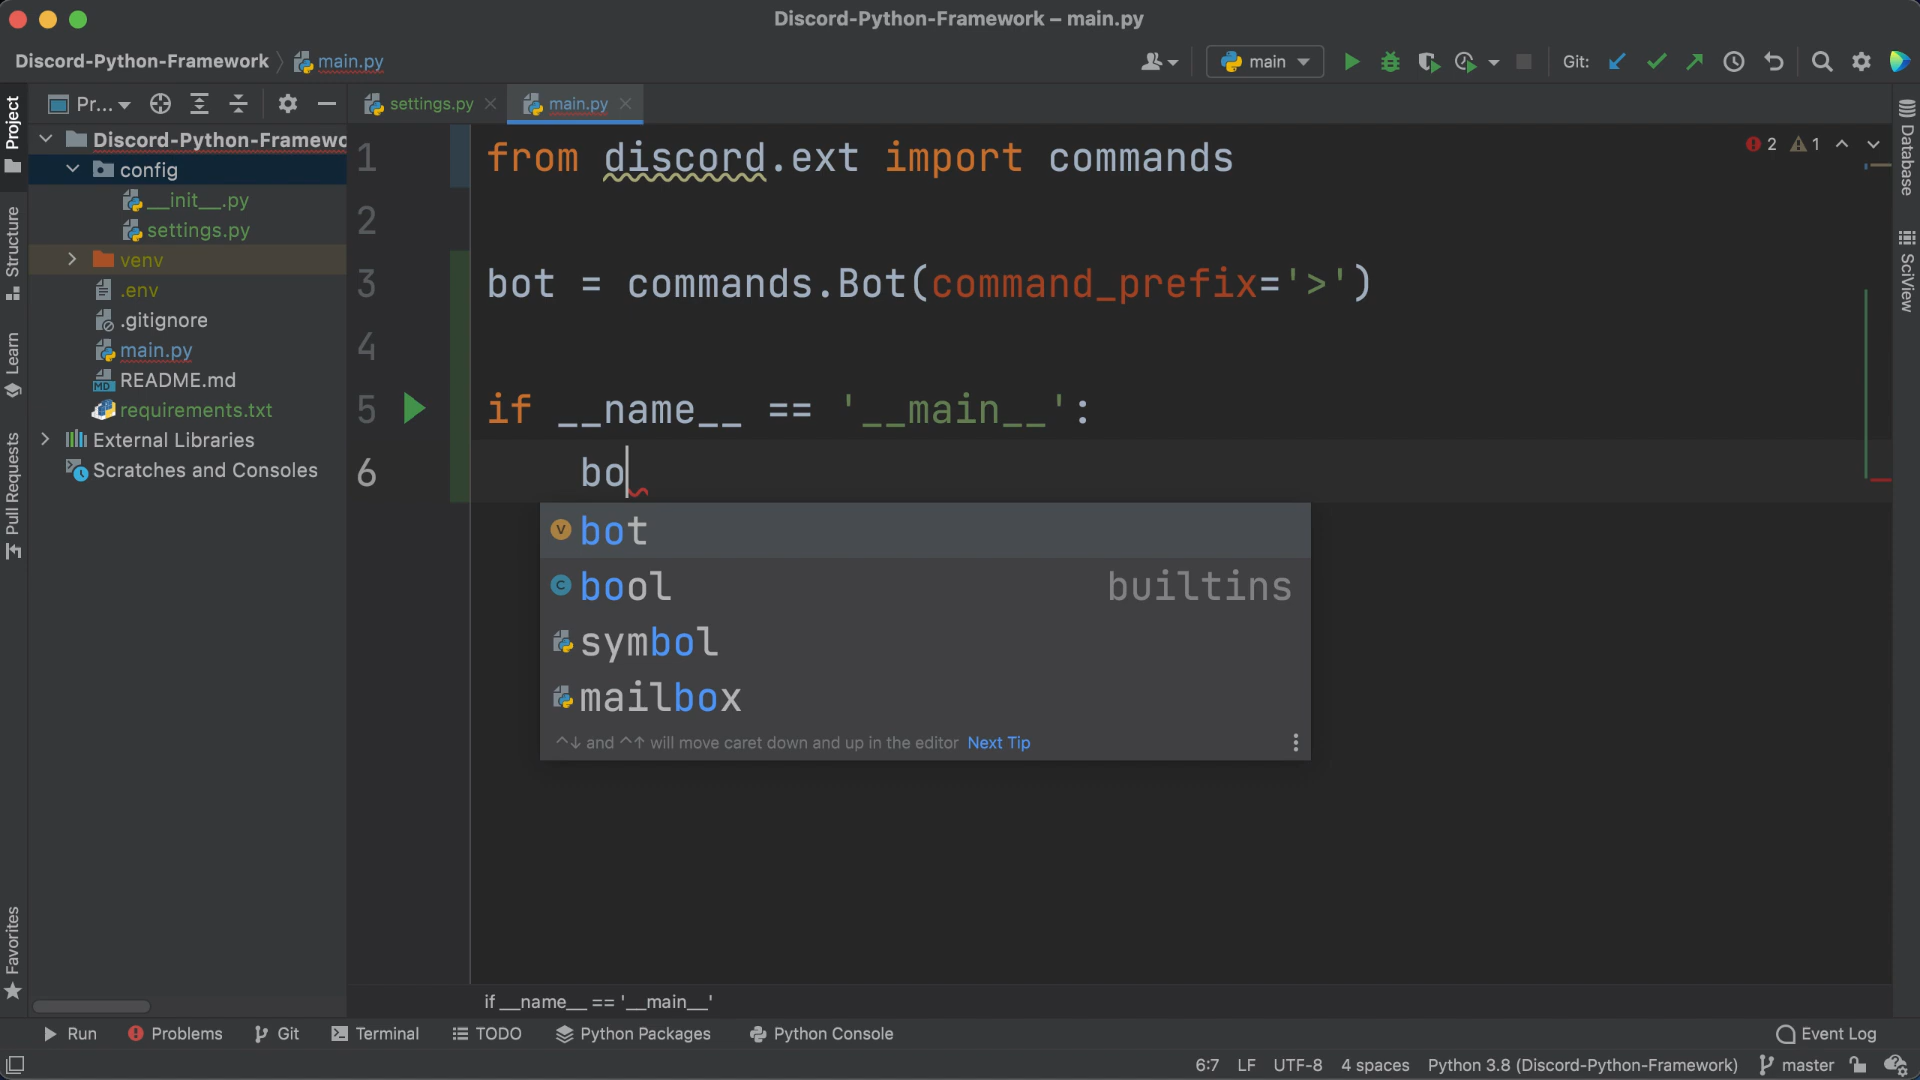 Discord-Python-Framework – main.py
Discord-Python-Framework main.py
main
Git:
Project
Structure
Learn
Pull Requests
Favorites
Pr...
Discord-Python-Framewo
config
__init__.py
settings.py
venv
.env
.gitignore
main.py
MD README.md
requirements.txt
External Libraries
Scratches and Consoles
settings.py main.py
2 1
1 from discord.ext import commands
2
3 bot = commands.Bot(command_prefix='>')
4
5 if __name__ == '__main__':
6 bo
V bot
C bool builtins
symbol
mailbox
^↓ and ^↑ will move caret down and up in the editor Next Tip
if __name__ == '__main__'
Database
SciView
Run Problems Git Terminal TODO Python Packages Python Console Event Log
6:7 LF UTF-8 4 spaces Python 3.8 (Discord-Python-Framework) master